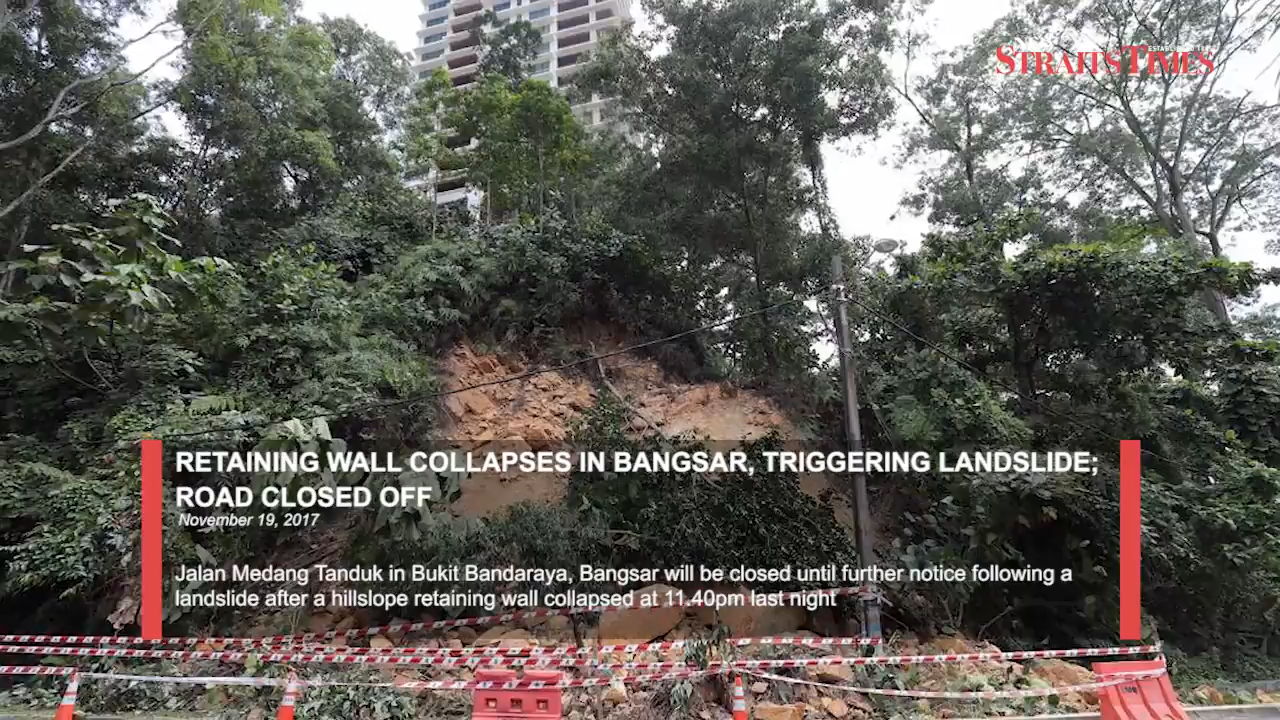 STRAITS TIMES
RETAINING WALL COLLAPSES IN BANGSAR, TRIGGERING LANDSLIDE;
ROAD CLOSED OFF
November 19, 2017
Jalan Medang Tanduk in Bukit Bandaraya, Bangsar will be closed until further notice following a
landslide after a hillslope retaining wall collapsed at 11.40pm last night